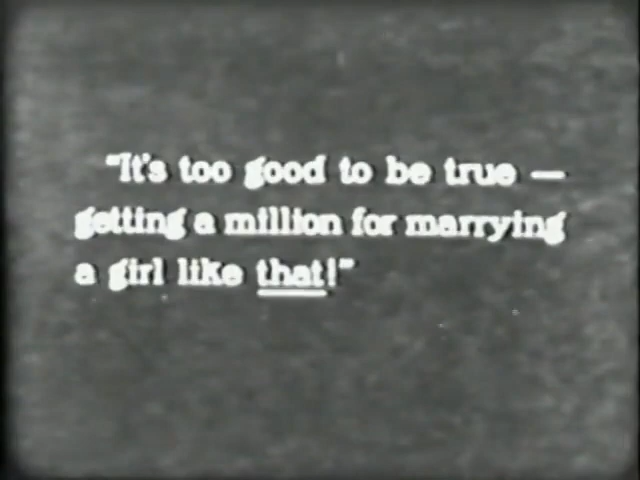 "It's too good to be true —
getting a million for marrying
a girl like that!"